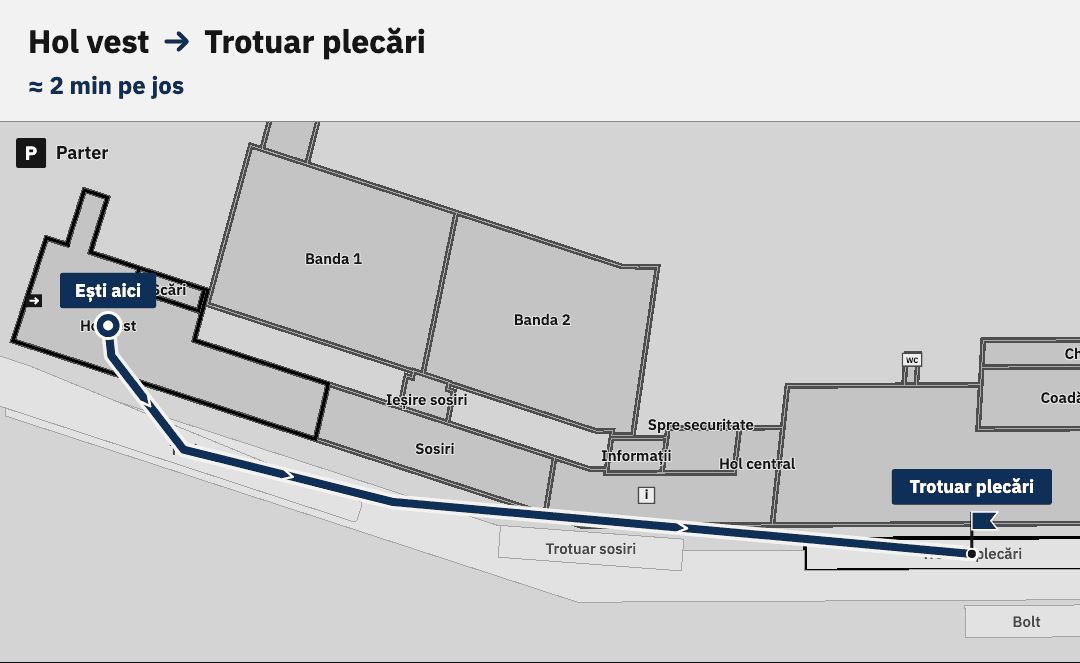 Hol vest → Trotuar plecări
≈ 2 min pe jos
P Parter
Banda 1
Scări
Ești aici
Banda 2
wc
Ieșire sosiri
Spre securitate
Sosiri
Informații
Hol central
i
Trotuar plecări
Trotuar sosiri
plecări
Bolt